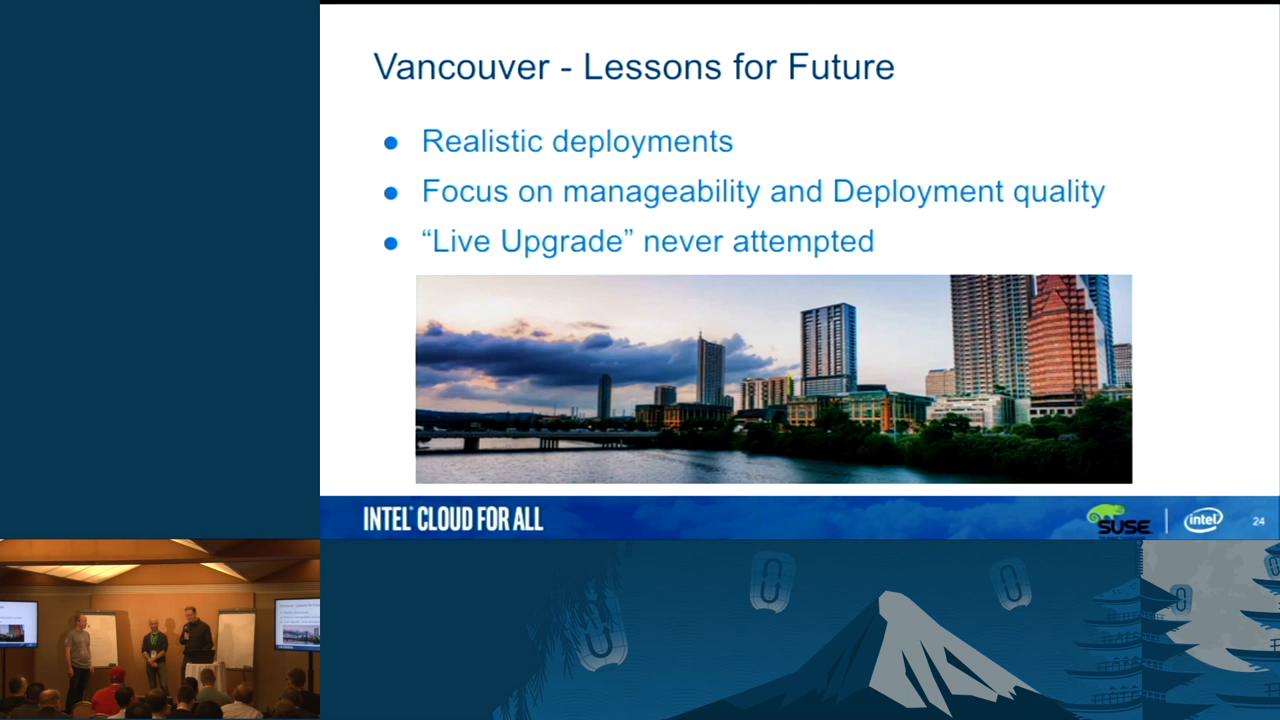 Vancouver - Lessons for Future
● Realistic deployments
● Focus on manageability and Deployment quality
● “Live Upgrade” never attempted
INTEL® CLOUD FOR ALL
SUSE
intel
24